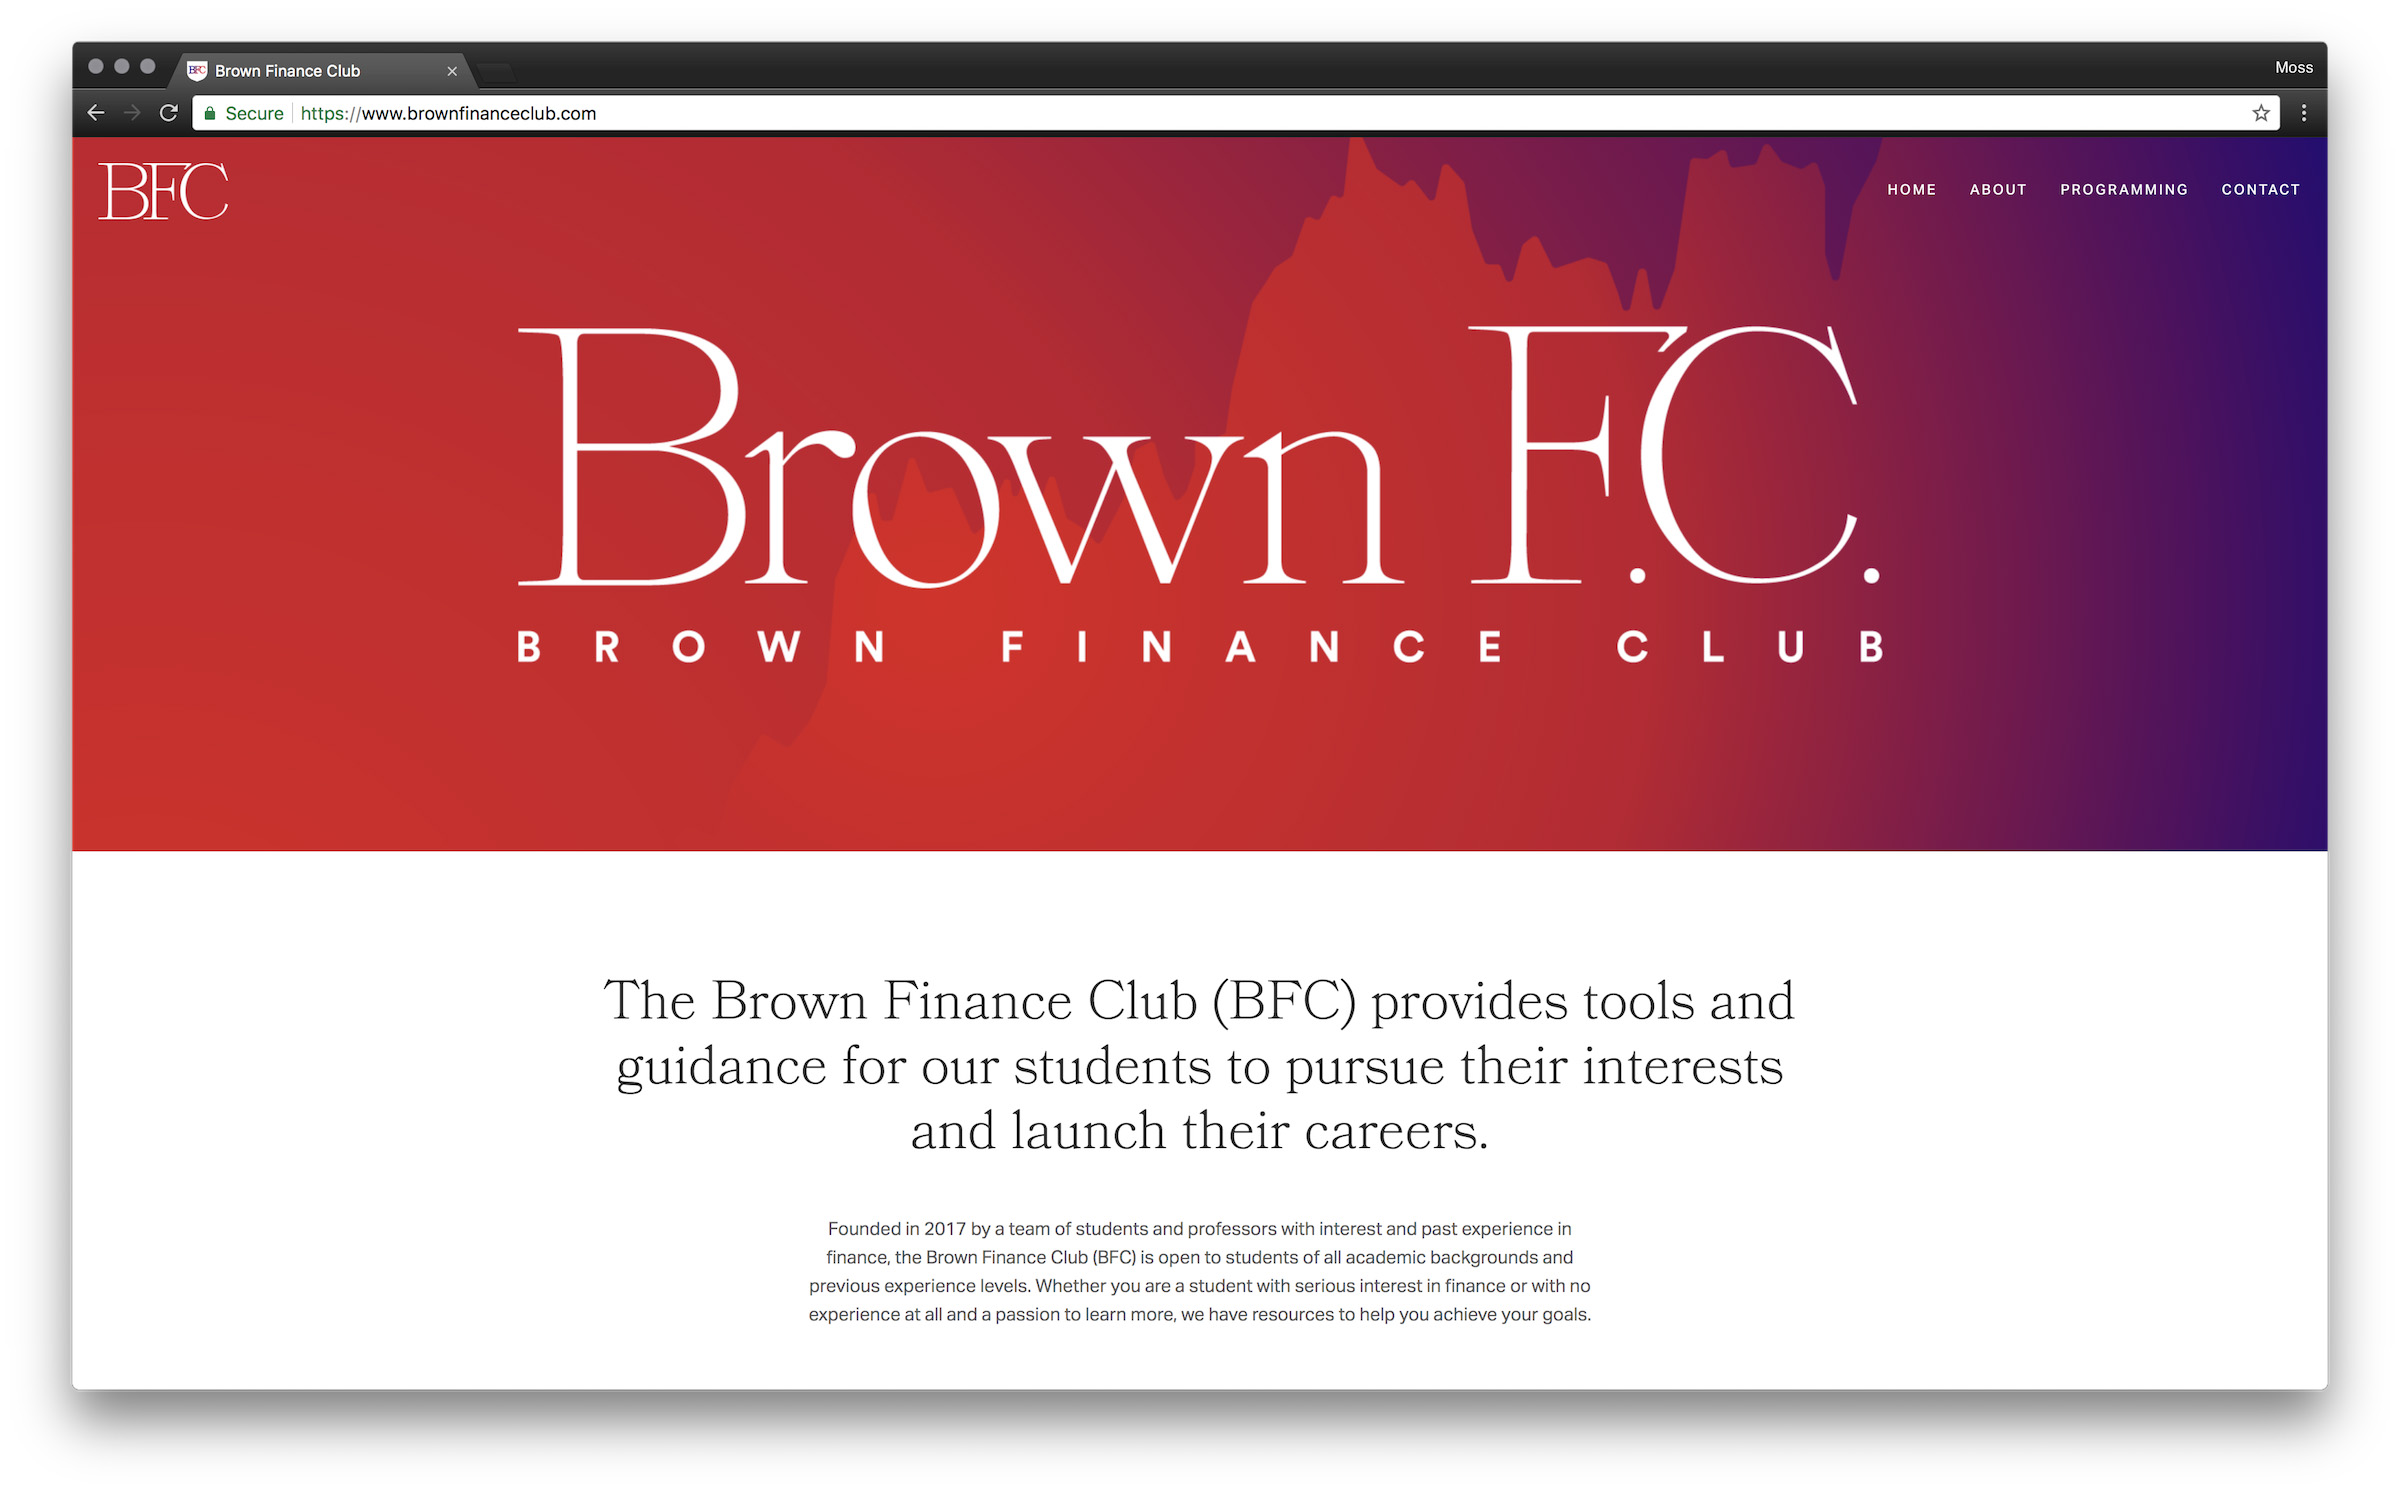 BFC Brown Finance Club
Moss
Secure https://www.brownfinanceclub.com
BFC
HOME ABOUT PROGRAMMING CONTACT
Brown F.C.
BROWN FINANCE CLUB
The Brown Finance Club (BFC) provides tools and
guidance for our students to pursue their interests
and launch their careers.
Founded in 2017 by a team of students and professors with interest and past experience in
finance, the Brown Finance Club (BFC) is open to students of all academic backgrounds and
previous experience levels. Whether you are a student with serious interest in finance or with no
experience at all and a passion to learn more, we have resources to help you achieve your goals.